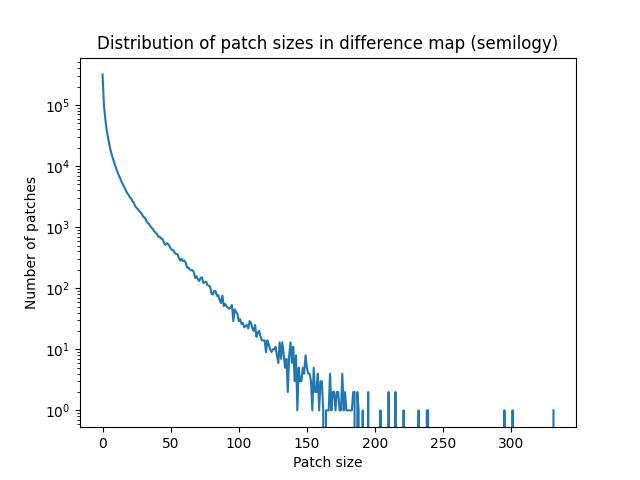 Distribution of patch sizes in difference map (semilogy)
Number of patches
10^5
10^4
10^3
10^2
10^1
10^0
0 50 100 150 200 250 300
Patch size